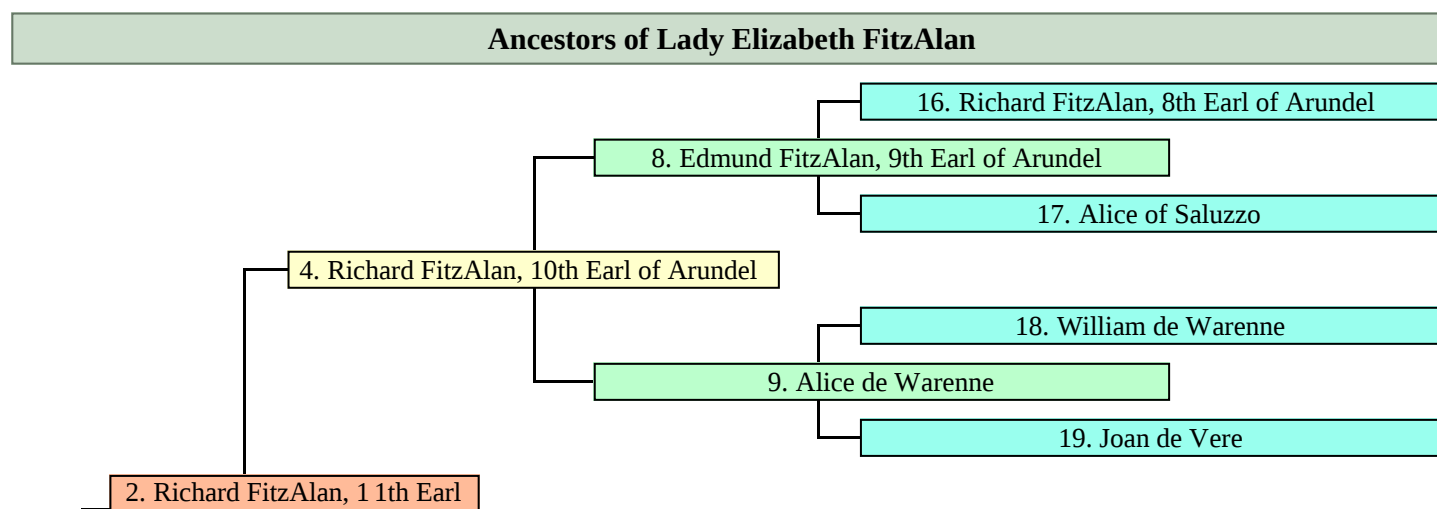 Ancestors of Lady Elizabeth FitzAlan
16. Richard FitzAlan, 8th Earl of Arundel
8. Edmund FitzAlan, 9th Earl of Arundel
17. Alice of Saluzzo
4. Richard FitzAlan, 10th Earl of Arundel
18. William de Warenne
9. Alice de Warenne
19. Joan de Vere
2. Richard FitzAlan, 11th Earl